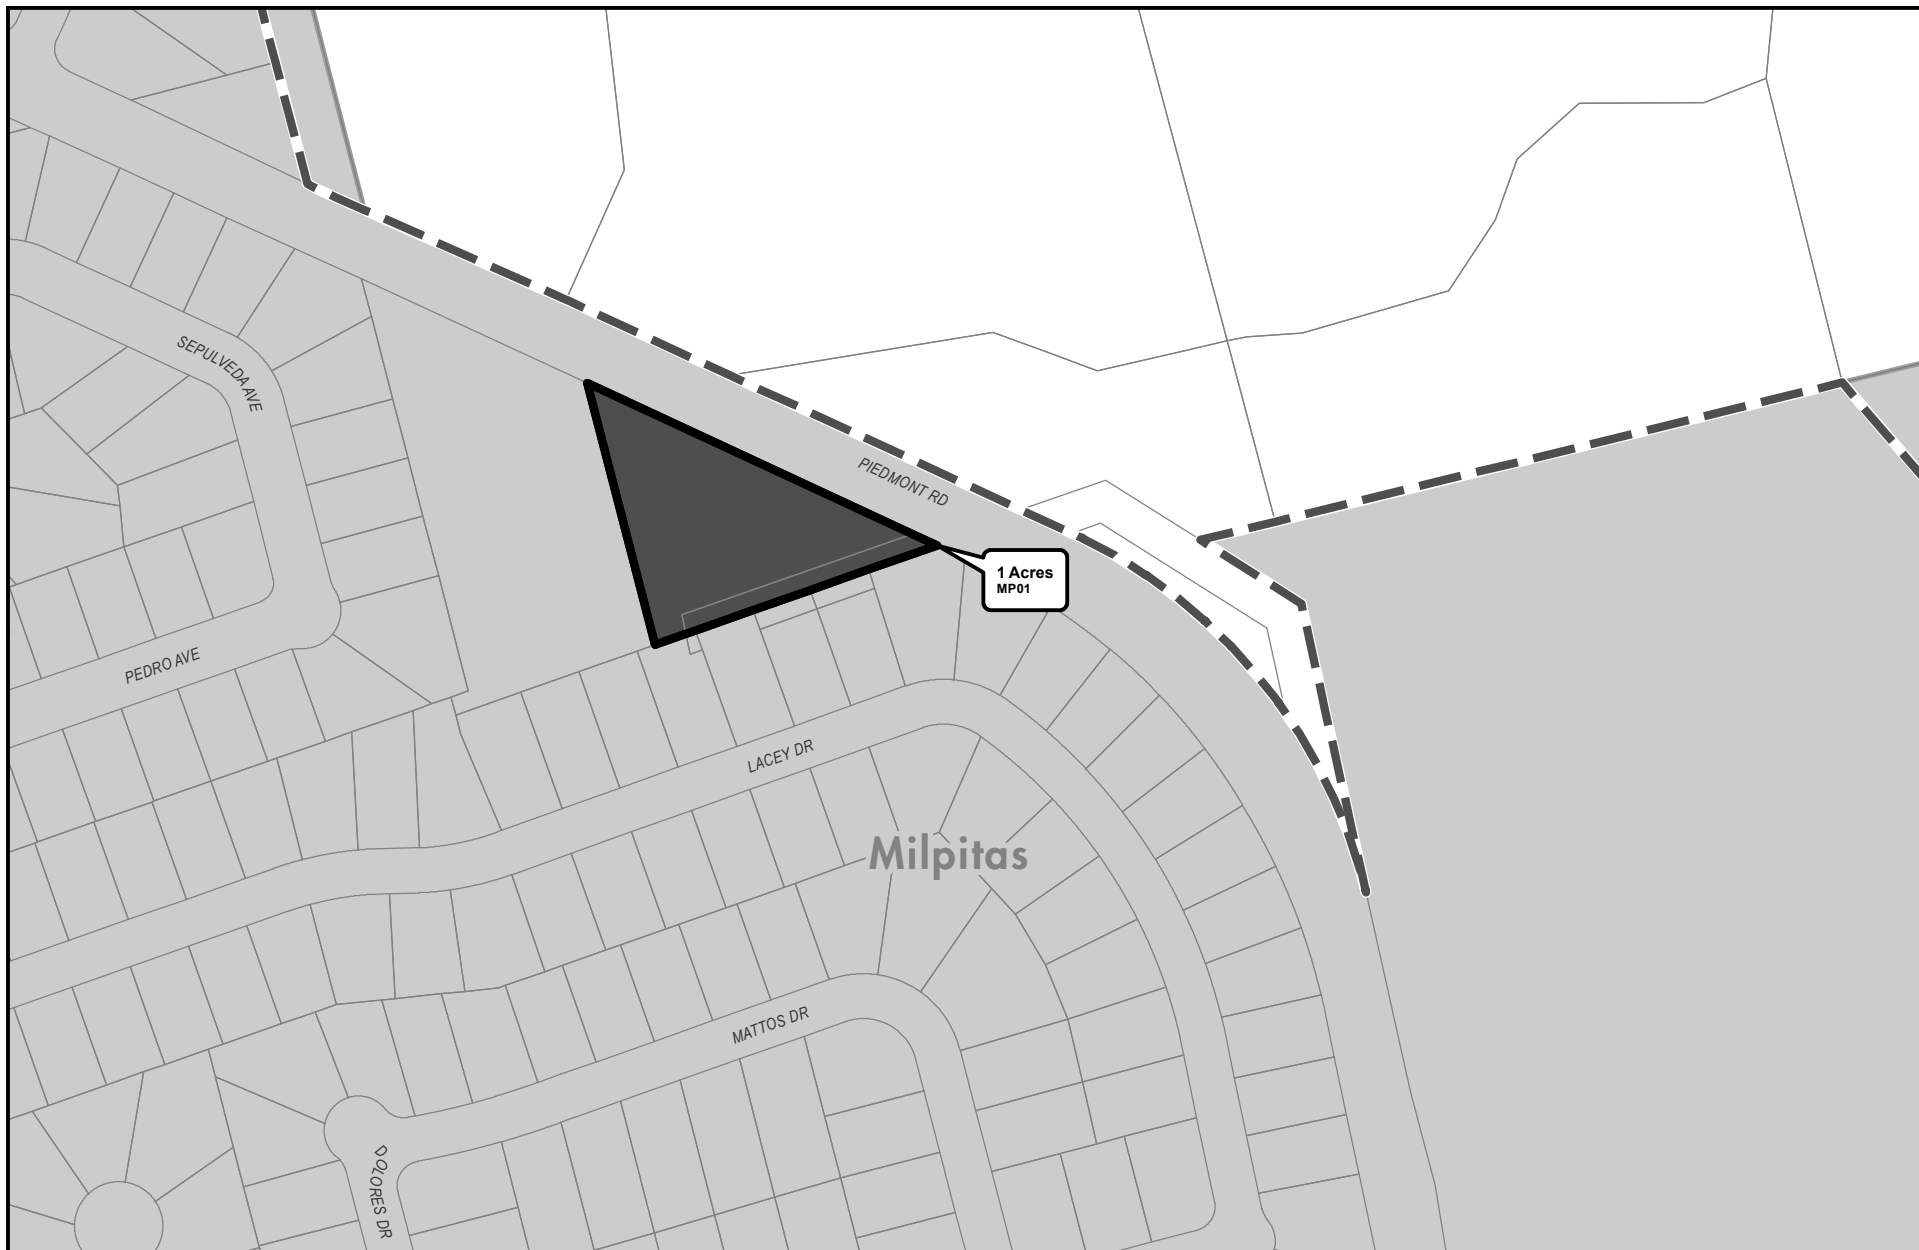 SEPULVEDA AVE
PIEDMONT RD
1 Acres
MP01
PEDRO AVE
LACEY DR
Milpitas
MATTOS DR
DOLORES DR